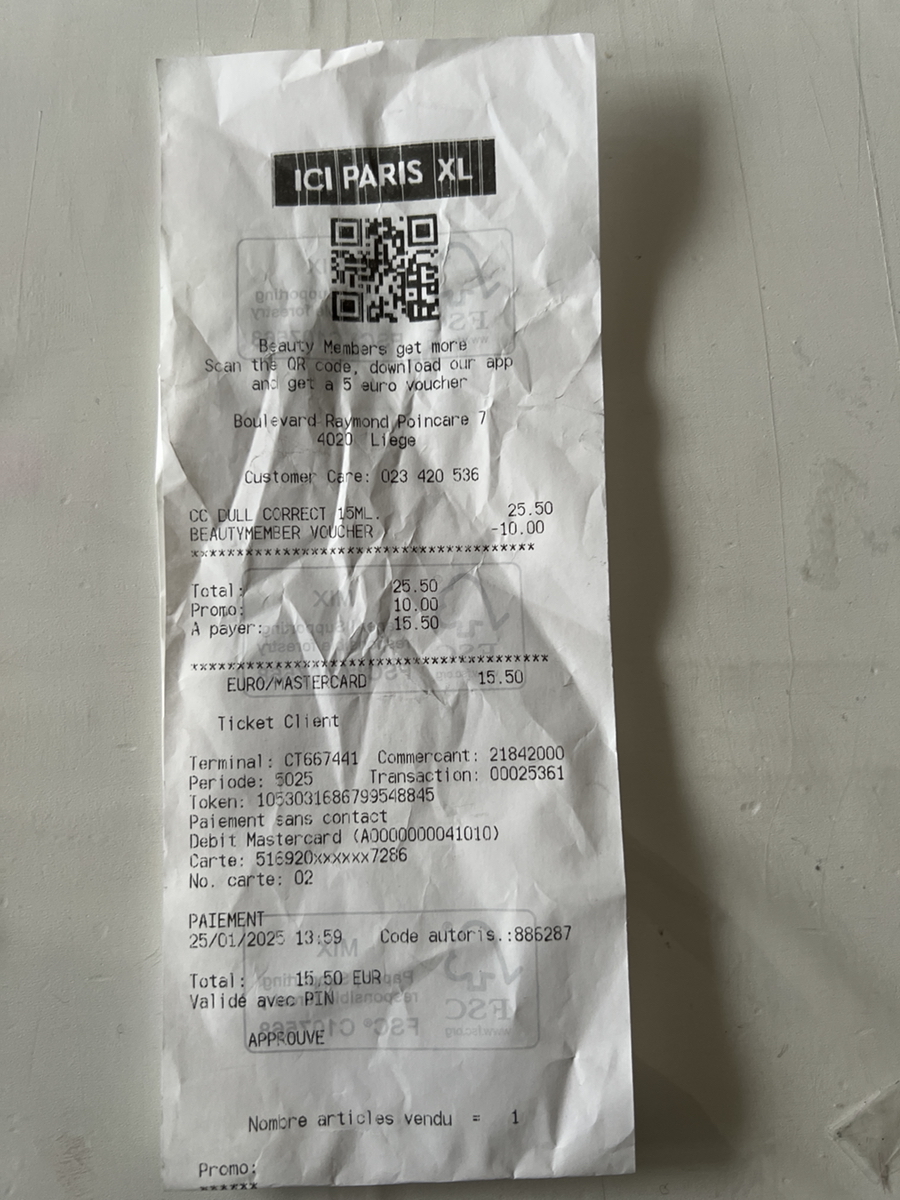 ICI PARIS XL
Beauty Members get more
Scan the QR code, download our app
and get a 5 euro voucher
Boulevard Raymond Poincare 7
4020 Liege
Customer Care: 023 420 536
CC DULL CORRECT 15ML. 25.50
BEAUTYMEMBER VOUCHER -10.00
***************************************
Total: 25.50
Promo: 10.00
A payer: 15.50
***************************************
EURO/MASTERCARD 15.50
Ticket Client
Terminal: CT667441 Commercant: 21842000
Periode: 5025 Transaction: 00025361
Token: 1053031686799548845
Paiement sans contact
Debit Mastercard (A0000000041010)
Carte: 516920xxxxxx7286
No. carte: 02
PAIEMENT
25/01/2025 13:59 Code autoris.:886287
Total: 15.50 EUR
Validé avec PIN
APPROUVE
Nombre articles vendu = 1
Promo:
******